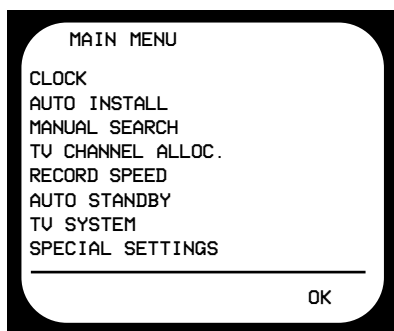 MAIN MENU
CLOCK
AUTO INSTALL
MANUAL SEARCH
TV CHANNEL ALLOC.
RECORD SPEED
AUTO STANDBY
TV SYSTEM
SPECIAL SETTINGS
OK